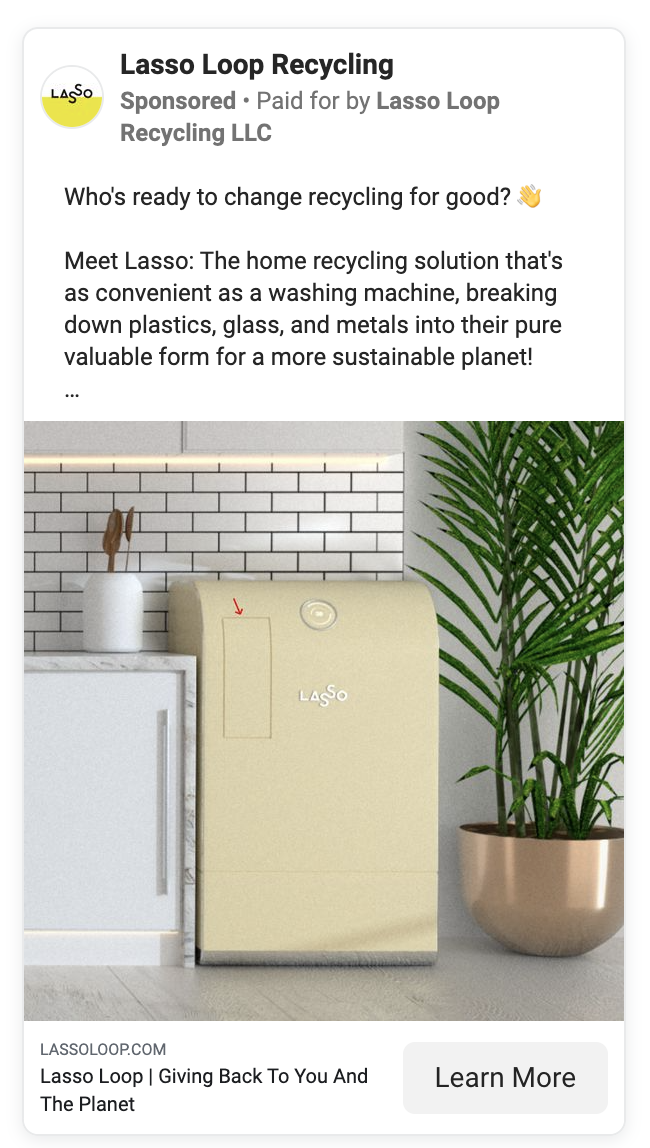 LASSO
Lasso Loop Recycling
Sponsored • Paid for by Lasso Loop
Recycling LLC
Who's ready to change recycling for good? 👋
Meet Lasso: The home recycling solution that's
as convenient as a washing machine, breaking
down plastics, glass, and metals into their pure
valuable form for a more sustainable planet!
...
LASSO
LASSOLOOP.COM
Lasso Loop | Giving Back To You And
The Planet
Learn More